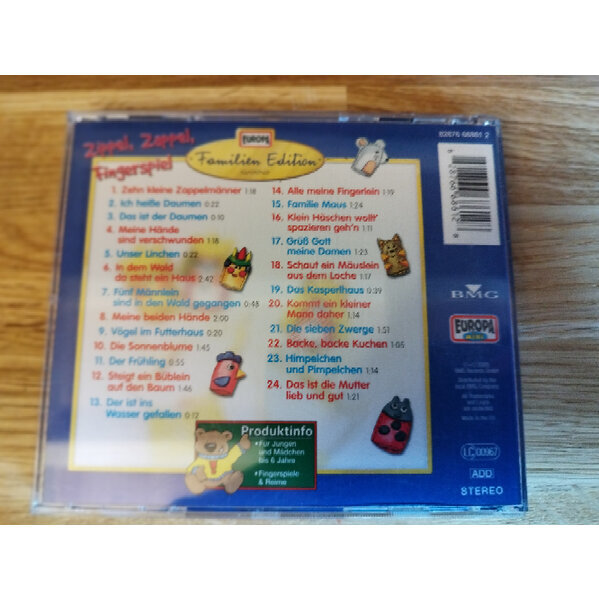 Zippel, Zappel,
Fingerspiel
EUROPA
Familien Edition
1. Zehn kleine Zappelmänner 1:18
2. Ich heiße Daumen 0:22
3. Das ist der Daumen 0:10
4. Meine Hände
sind verschwunden 1:18
5. Unser Linchen 0:22
6. In dem Wald
da steht ein Haus 2:42
7. Fünf Männlein
sind in den Wald gegangen 0:48
8. Meine beiden Hände 2:00
9. Vögel im Futterhaus 0:20
10. Die Sonnenblume 1:45
11. Der Frühling 0:55
12. Steigt ein Büblein
auf den Baum 1:46
13. Der ist ins
Wasser gefallen 0:12
14. Alle meine Fingerlein 1:19
15. Familie Maus 1:24
16. Klein Häschen wollt'
spazieren geh'n 1:11
17. Grüß Gott
meine Damen 1:23
18. Schaut ein Mäuslein
aus dem Loche 1:17
19. Das Kasperlhaus 0:39
20. Kommt ein kleiner
Mann daher 1:14
21. Die sieben Zwerge 1:51
22. Backe, backe Kuchen 1:05
23. Himpelchen
und Pimpelchen 1:14
24. Das ist die Mutter
lieb und gut 1:21
Produktinfo
• Für Jungen
und Mädchen
bis 6 Jahre
• Fingerspiele
& Reime
BMG
EUROPA
LC 00967
ADD
STEREO